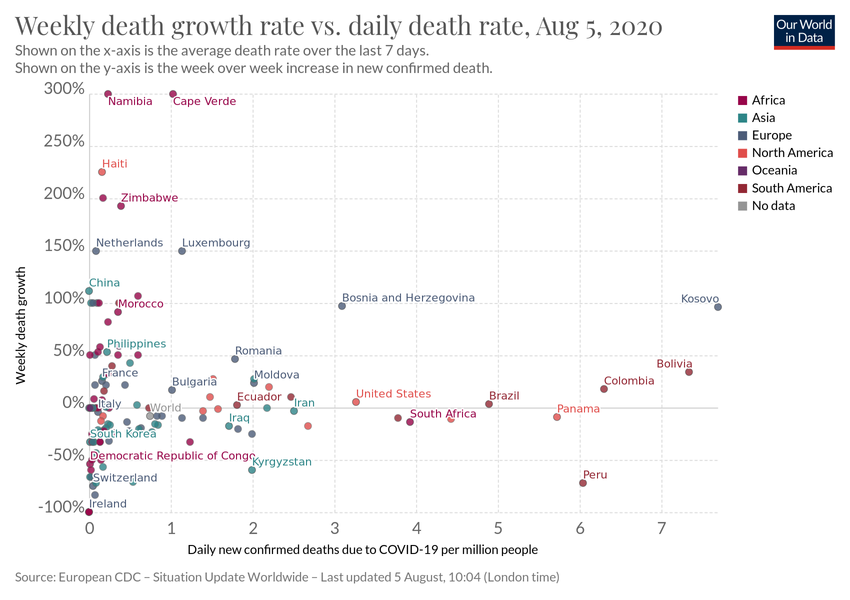 Weekly death growth rate vs. daily death rate, Aug 5, 2020
Our World
in Data
Shown on the x-axis is the average death rate over the last 7 days.
Shown on the y-axis is the week over week increase in new confirmed death.
300%
Namibia
Cape Verde
Africa
Asia
Europe
North America
Oceania
South America
No data
250%
Haiti
200%
Zimbabwe
150%
Netherlands
Luxembourg
China
100%
Morocco
Bosnia and Herzegovina
Kosovo
Philippines
50%
Romania
Bolivia
France
Moldova
Bulgaria
Colombia
Ecuador
United States
Brazil
0%
Italy
World
Iran
South Africa
Panama
Iraq
South Korea
-50%
Democratic Republic of Congo
Kyrgyzstan
Switzerland
Peru
Ireland
-100%
Weekly death growth
0 1 2 3 4 5 6 7
Daily new confirmed deaths due to COVID-19 per million people
Source: European CDC – Situation Update Worldwide – Last updated 5 August, 10:04 (London time)